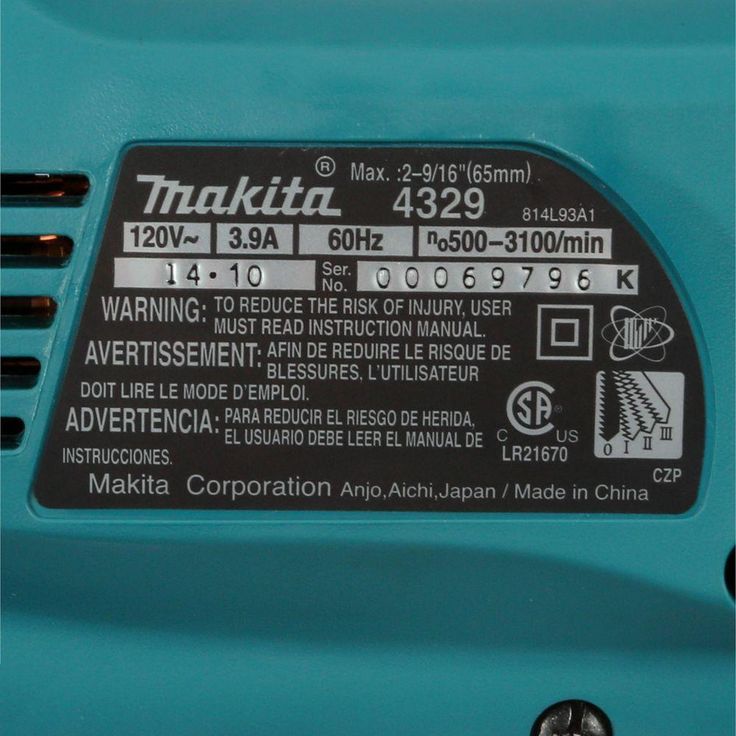 Makita ® Max. :2-9/16"(65mm)
4329 814L93A1
120V~ 3.9A 60Hz no500-3100/min
14·10 Ser. No. 00069796 K
WARNING: TO REDUCE THE RISK OF INJURY, USER
MUST READ INSTRUCTION MANUAL.
AVERTISSEMENT: AFIN DE REDUIRE LE RISQUE DE
BLESSURES, L'UTILISATEUR
DOIT LIRE LE MODE D'EMPLOI.
ADVERTENCIA: PARA REDUCIR EL RIESGO DE HERIDA,
EL USUARIO DEBE LEER EL MANUAL DE
INSTRUCCIONES.
C SA ® US
LR21670
0 I II III
CZP
Makita Corporation Anjo,Aichi,Japan / Made in China